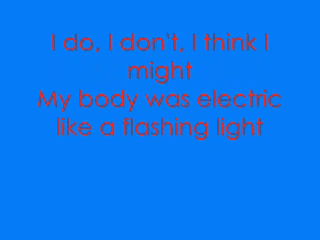 I do. I don't. I think I
might
My body was electric
like a flashing light